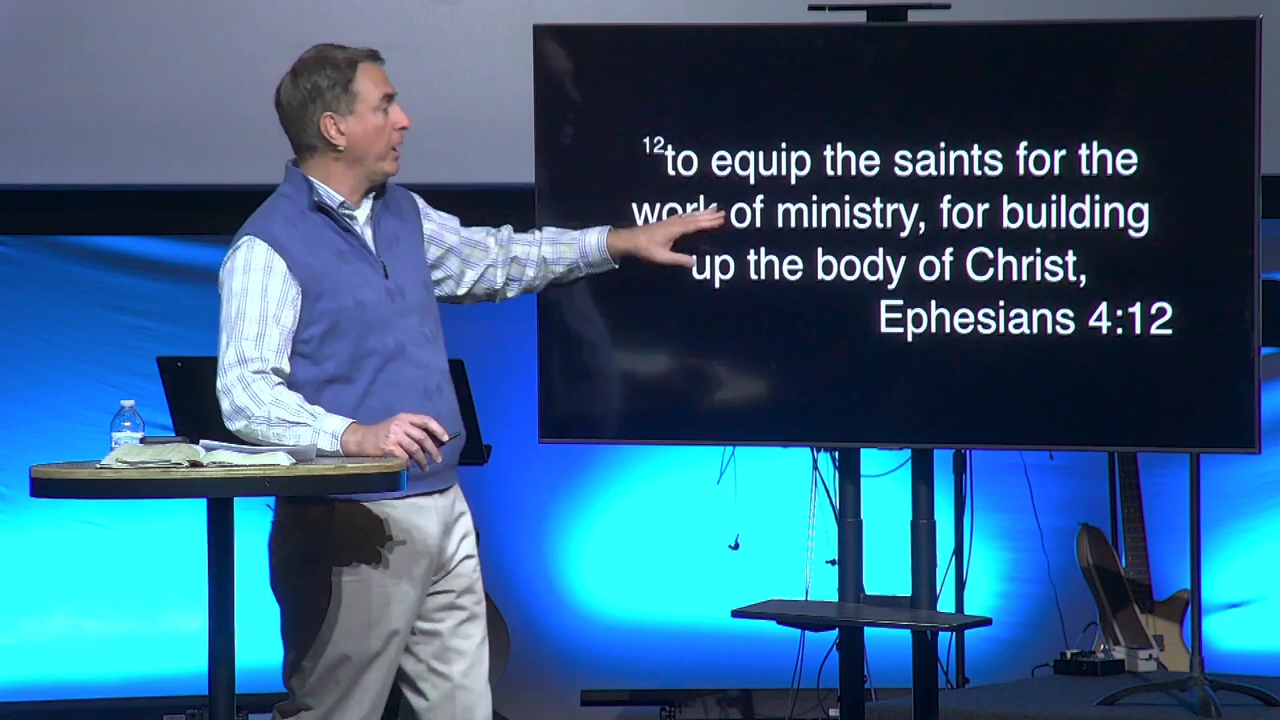 12to equip the saints for the
work of ministry, for building
up the body of Christ,
Ephesians 4:12